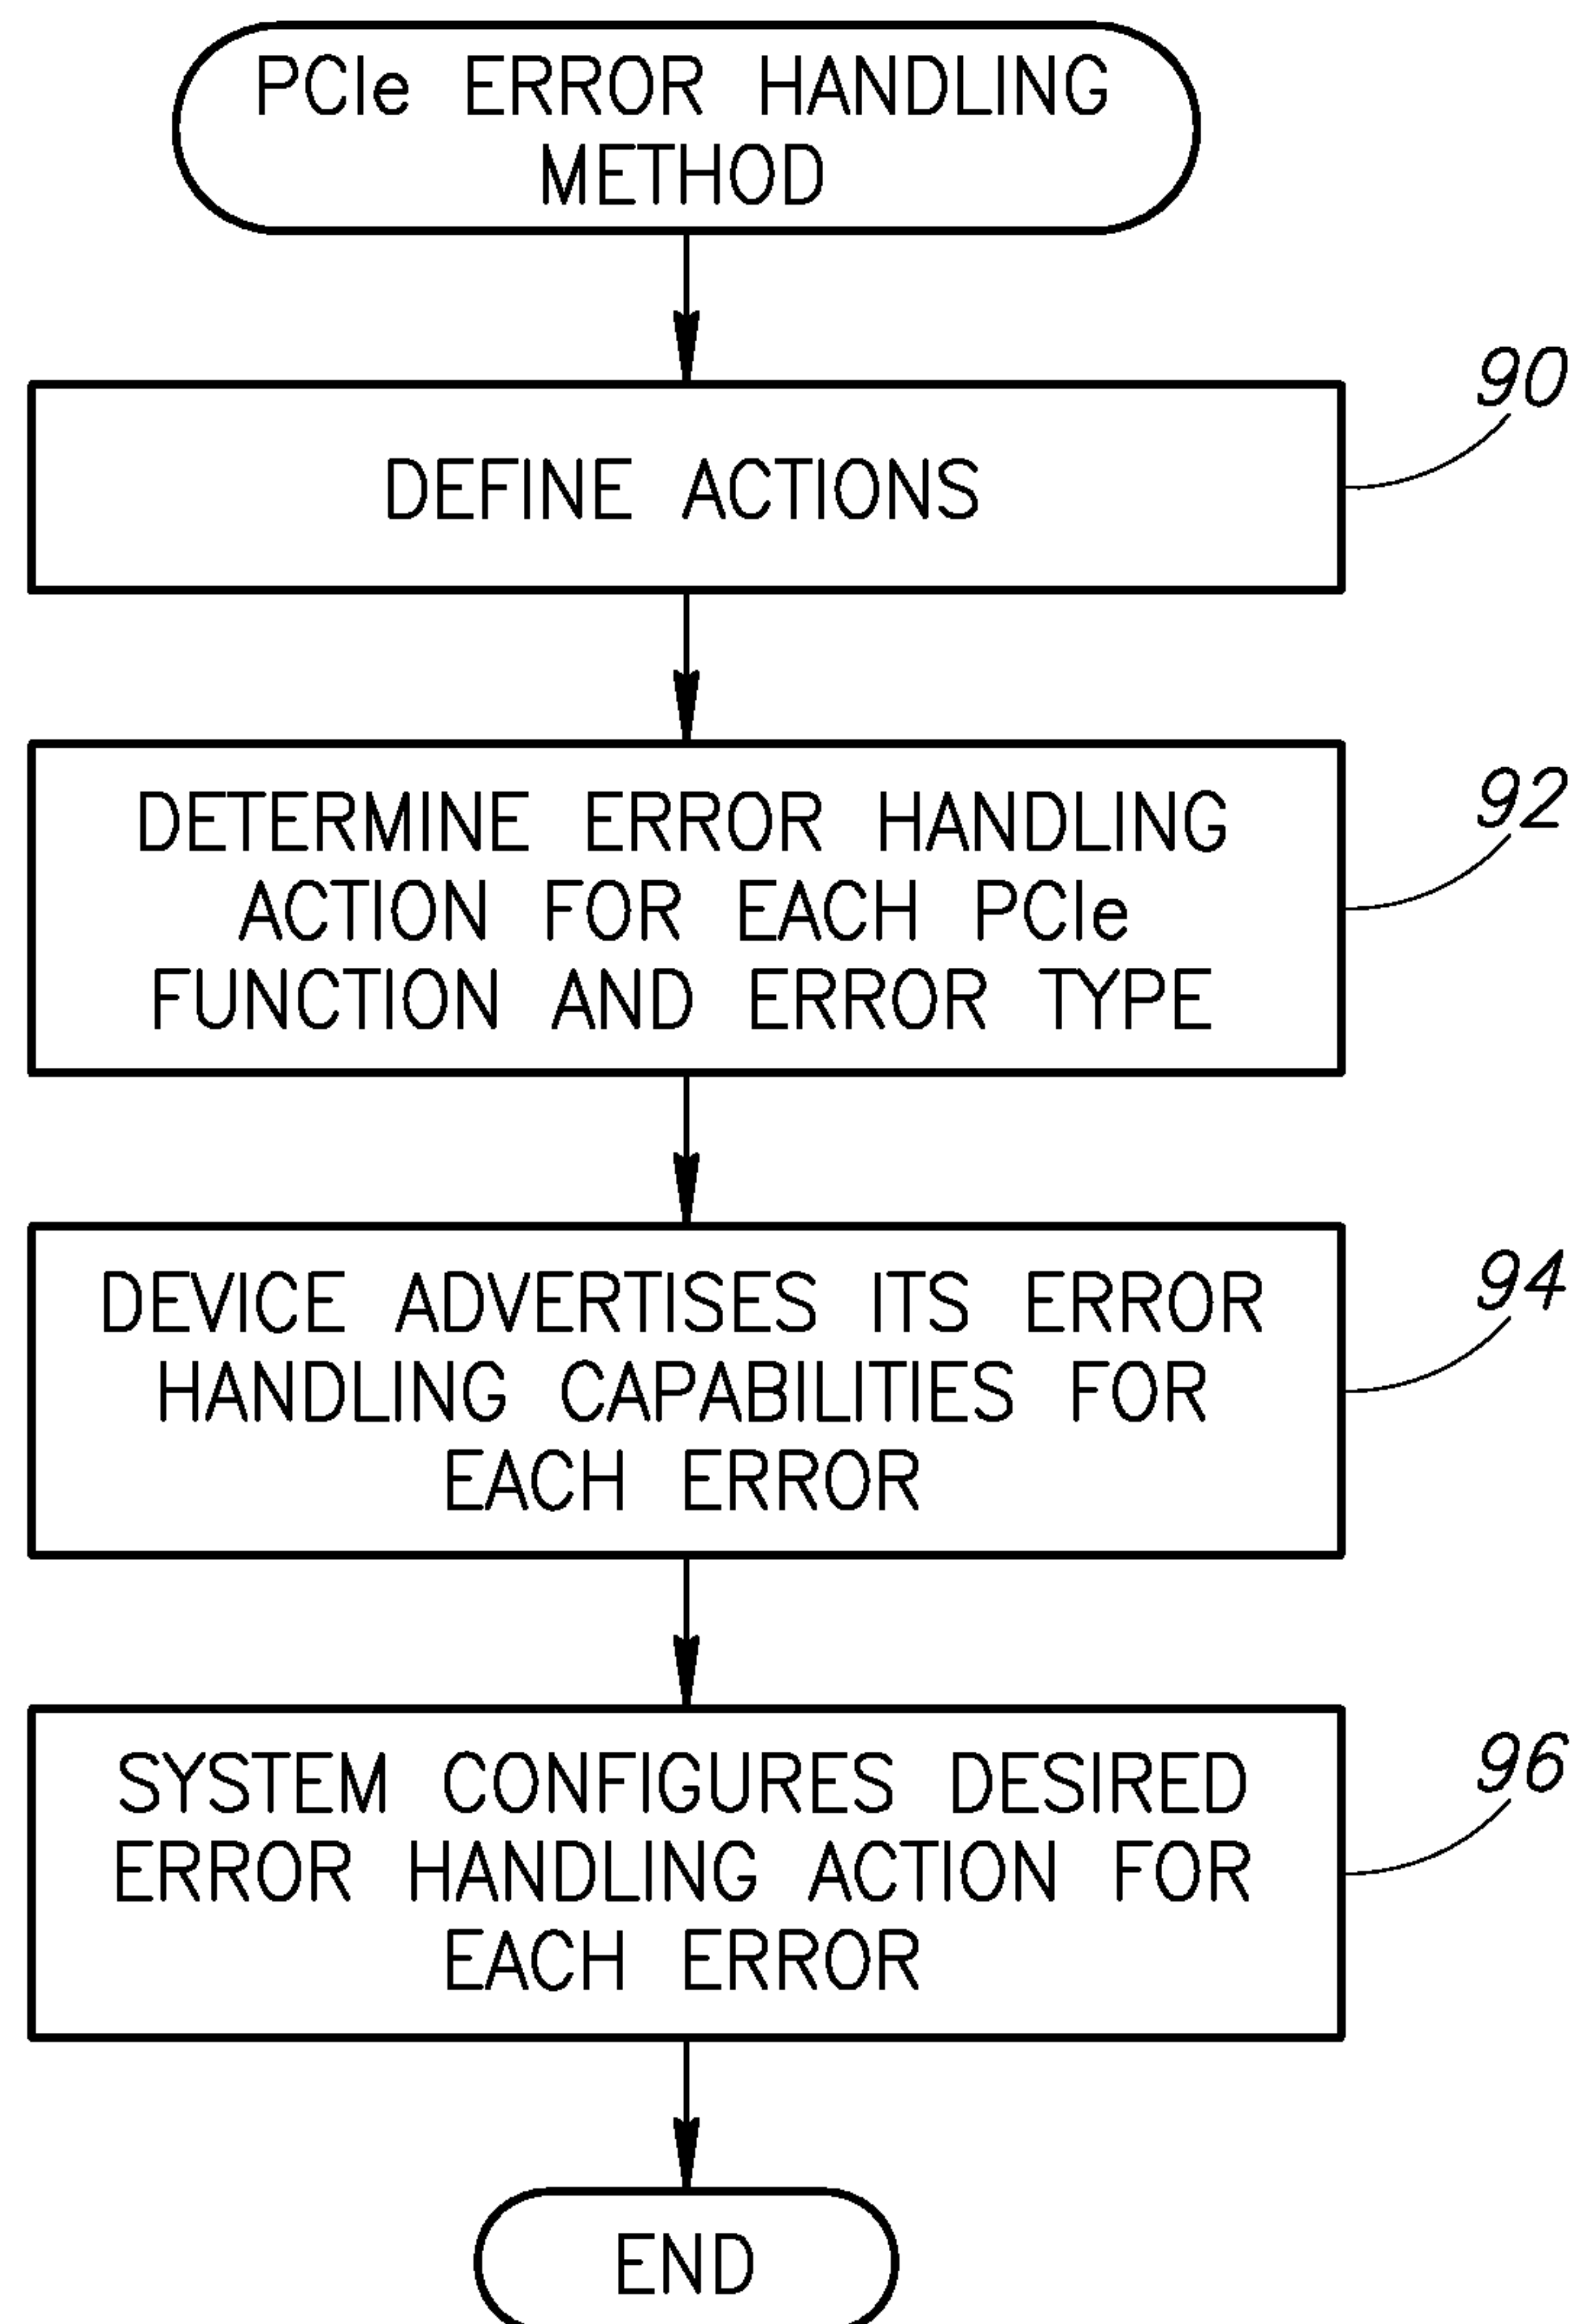 PCIe ERROR HANDLING
METHOD
90
DEFINE ACTIONS
92
DETERMINE ERROR HANDLING
ACTION FOR EACH PCIe
FUNCTION AND ERROR TYPE
94
DEVICE ADVERTISES ITS ERROR
HANDLING CAPABILITIES FOR
EACH ERROR
96
SYSTEM CONFIGURES DESIRED
ERROR HANDLING ACTION FOR
EACH ERROR
END